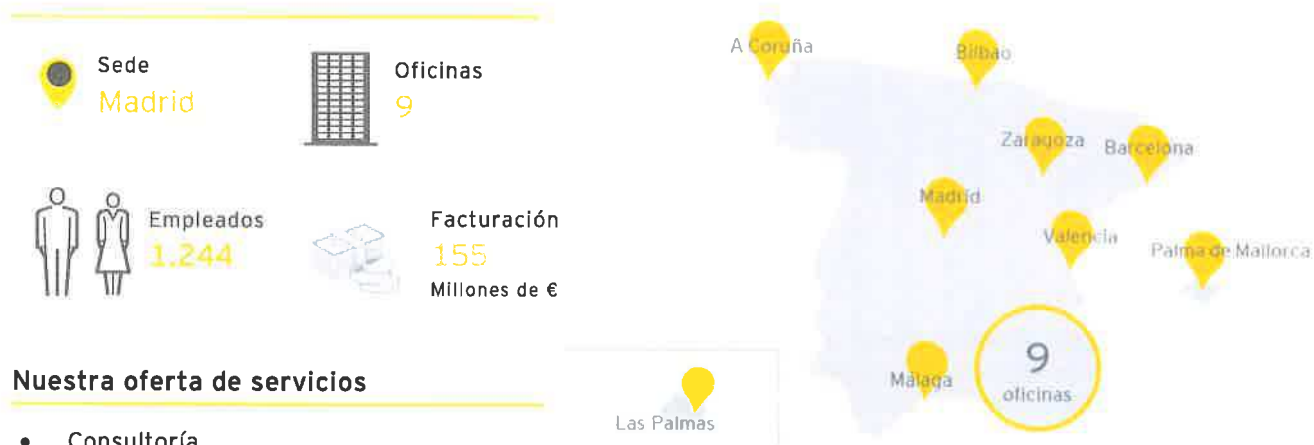 Sede
Madrid
Oficinas
9
Empleados
1.244
Facturación
155
Millones de €
Nuestra oferta de servicios
• Consultoría
A Coruña
Bilbao
Zaragoza
Barcelona
Madrid
Valencia
Palma de Mallorca
Málaga
9
oficinas
Las Palmas